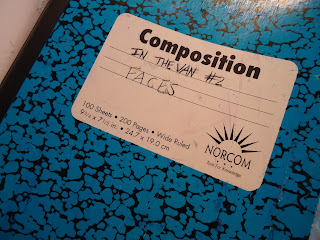 Composition
IN THE VAN #2
FACES
100 Sheets • 200 Pages • Wide Ruled
9¾ x 7½ in. • 24.7 x 19.0 cm
NORCOM